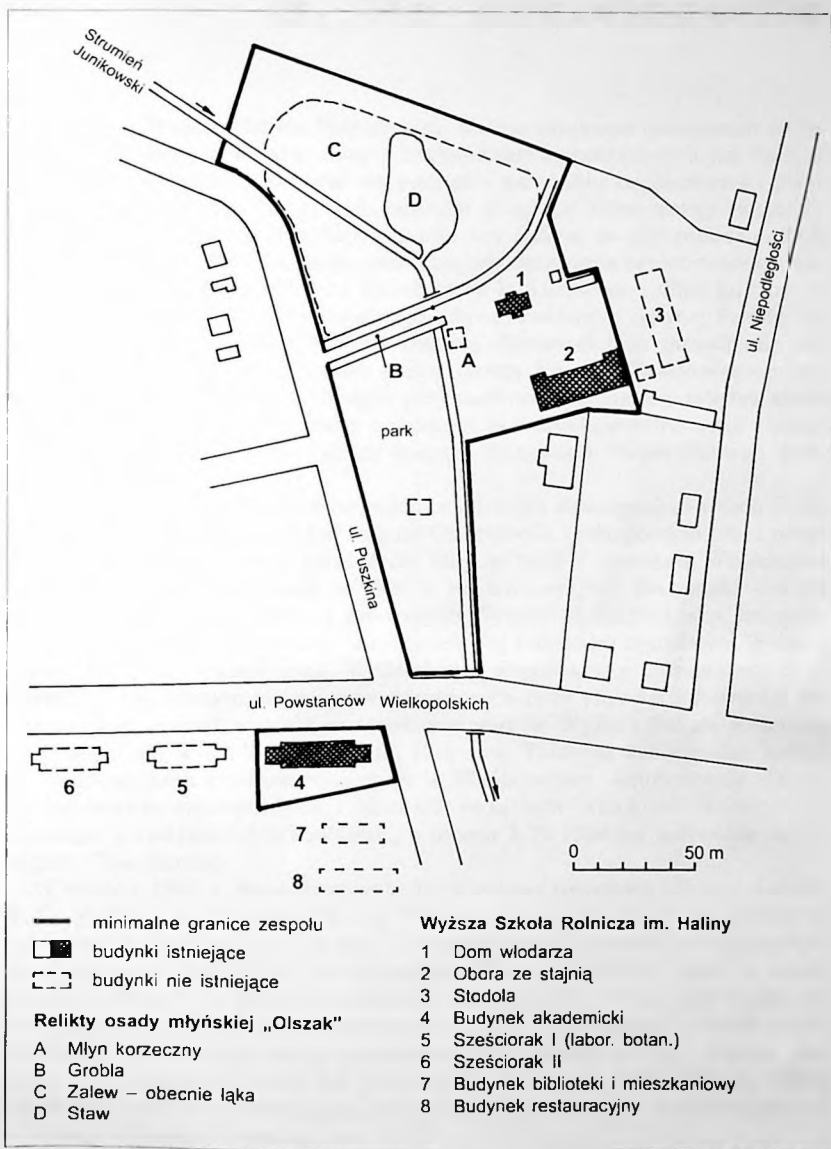 Strumień
Junikowski
C
D
1
3
ul. Niepodległości
A
2
B
park
ul. Puszkina
ul. Powstańców Wielkopolskich
6
5
4
7
8
0 50 m
minimalne granice zespołu
budynki istniejące
budynki nie istniejące
Relikty osady młyńskiej „Olszak"
A Młyn korzeczny
B Grobla
C Zalew – obecnie łąka
D Staw
Wyższa Szkoła Rolnicza im. Haliny
1 Dom włodarza
2 Obora ze stajnią
3 Stodoła
4 Budynek akademicki
5 Sześciorak I (labor. botan.)
6 Sześciorak II
7 Budynek biblioteki i mieszkaniowy
8 Budynek restauracyjny